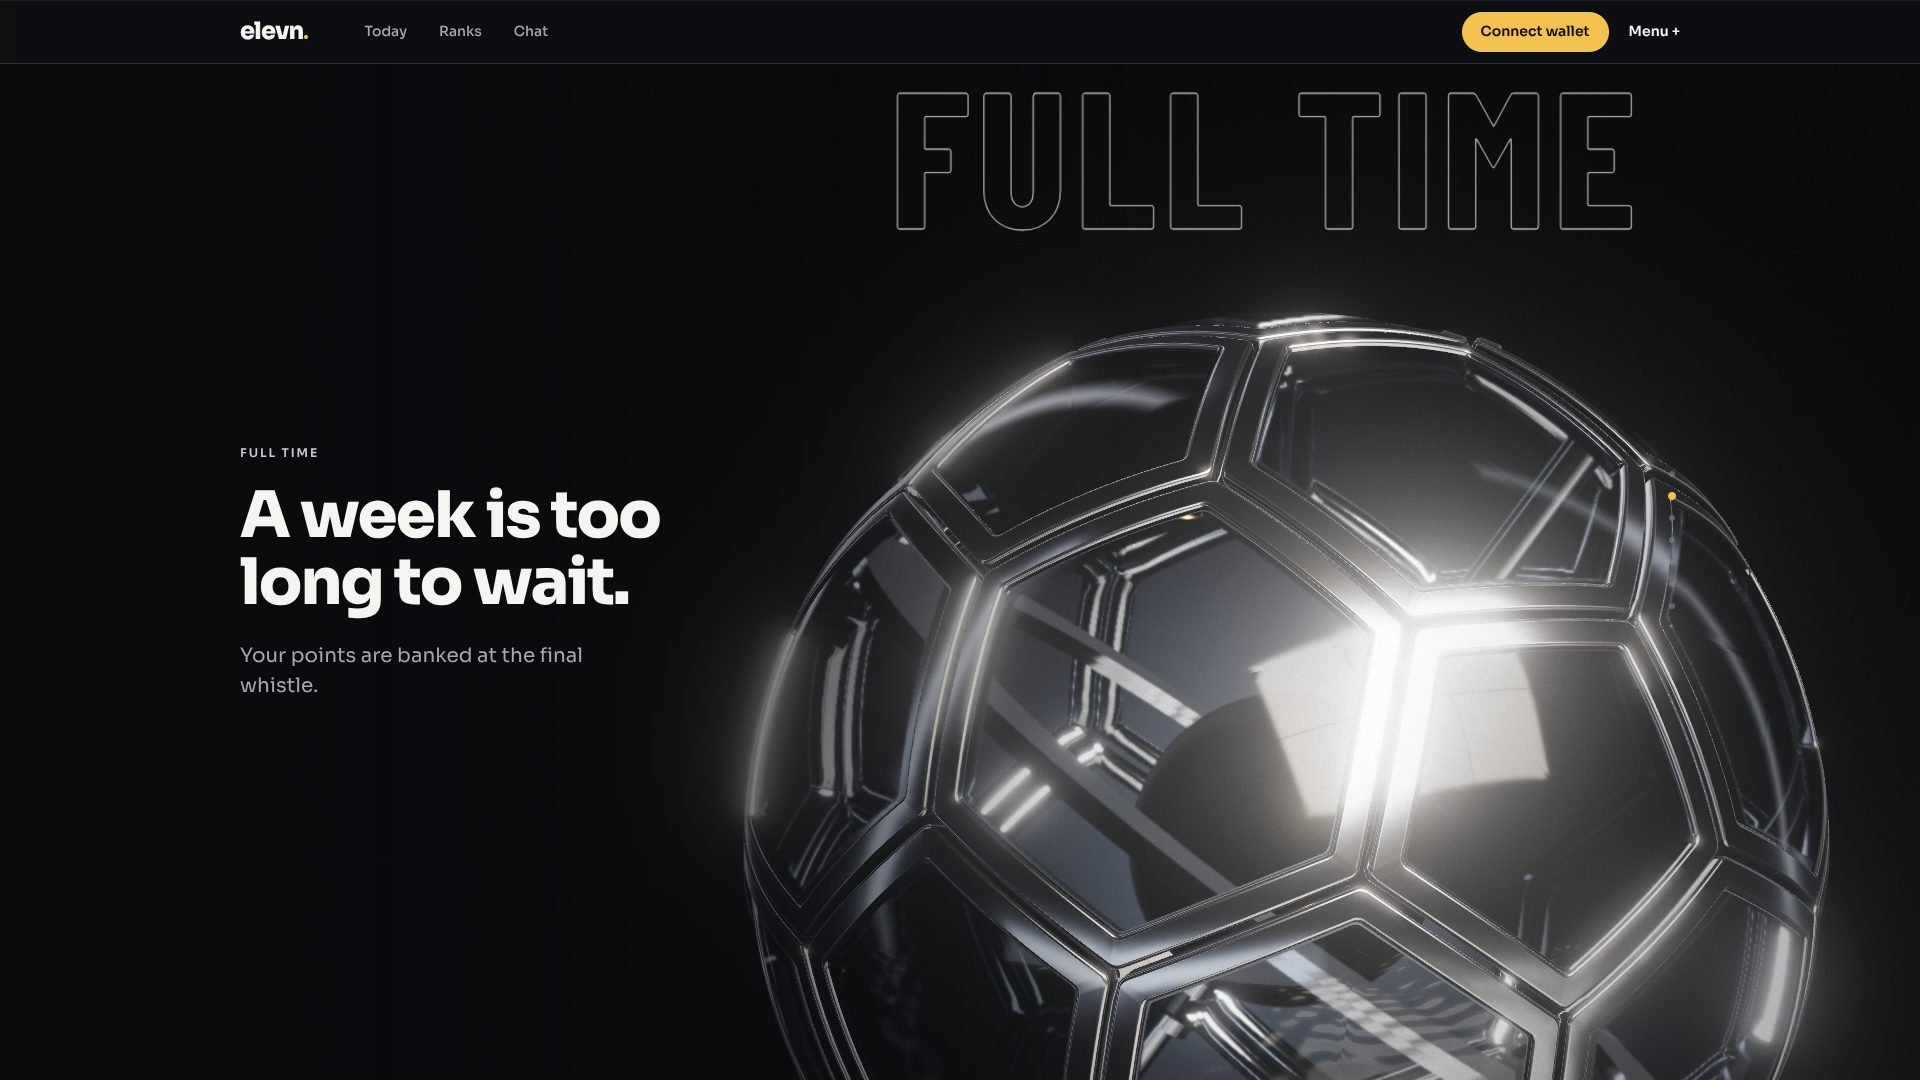 elevn.
Today
Ranks
Chat
Connect wallet
Menu +
FULL TIME
FULL TIME
A week is too
long to wait.
Your points are banked at the final
whistle.